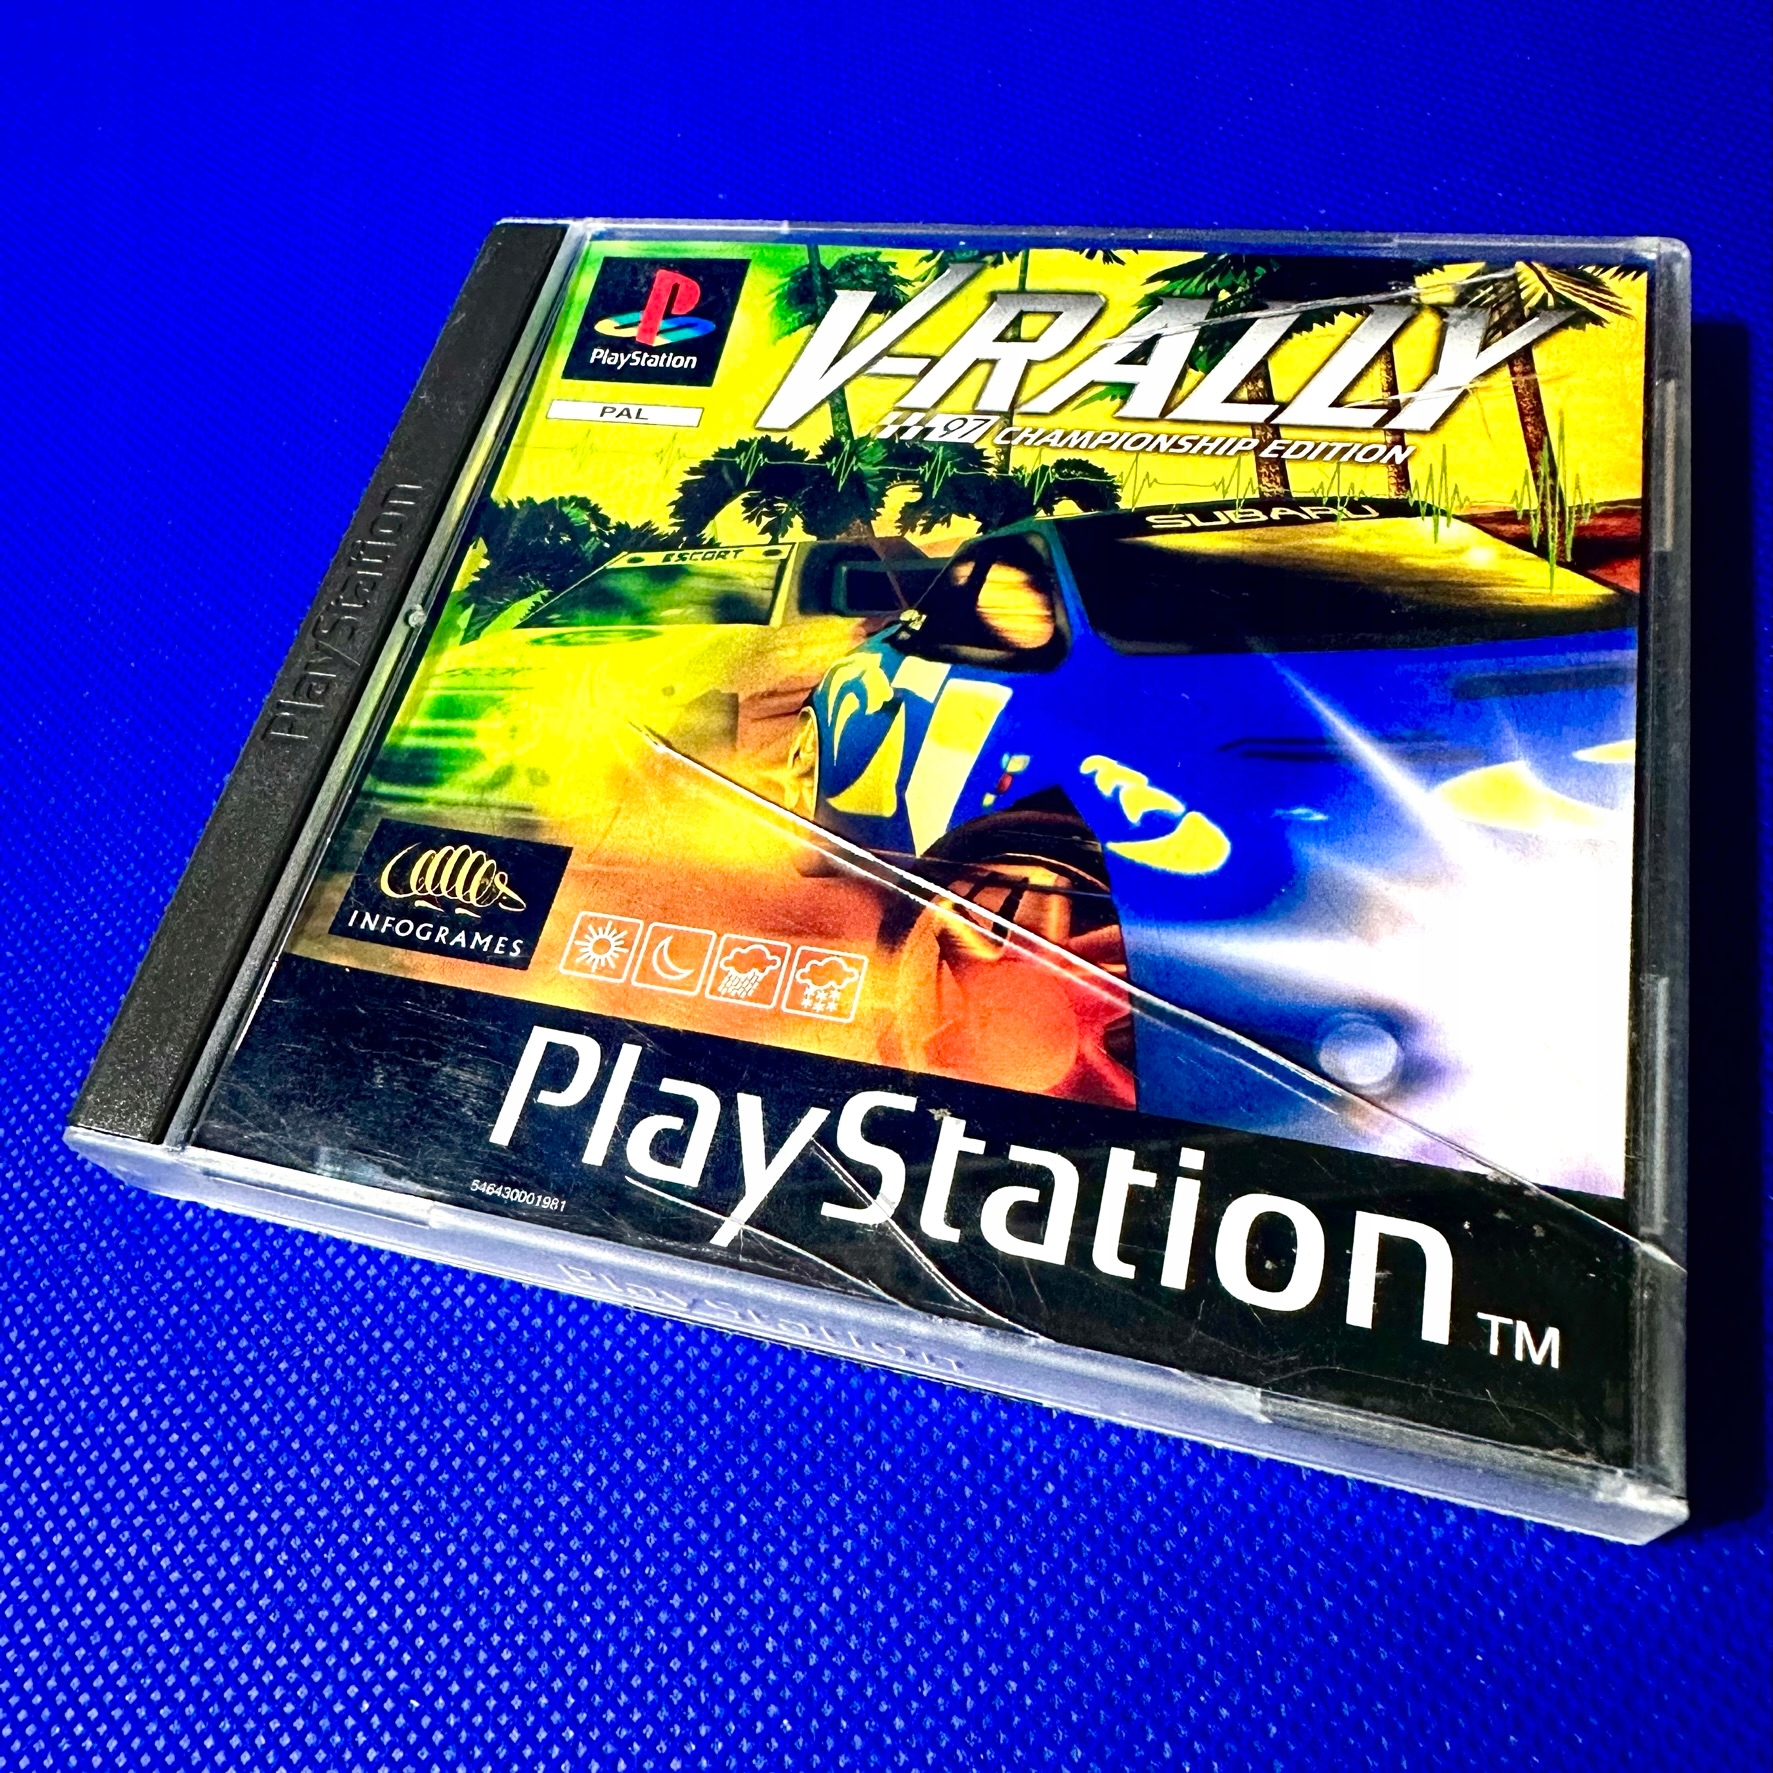 PlayStation
PlayStation
PAL
V-RALLY
97 CHAMPIONSHIP EDITION
SUBARU
ESCORT
INFOGRAMES
PlayStation TM
546430001981
PlayStation